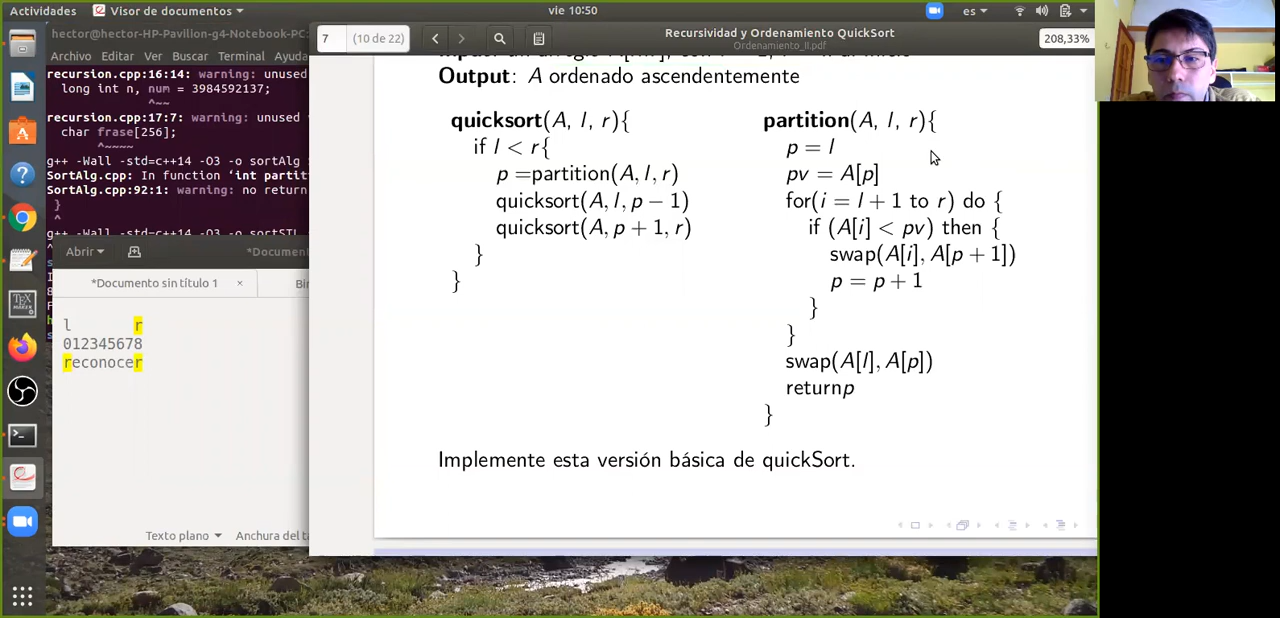 Actividades
Visor de documentos
vie 10:50
es
hector@hector-HP-Pavilion-g4-Notebook-PC:
Archivo Editar Ver Buscar Terminal Ayuda
recursion.cpp:16:14: warning: unused
long int n, num = 3984592137;
^~~
recursion.cpp:17:7: warning: unused
char frase[256];
^~~~~
g++ -Wall -std=c++14 -O3 -o sortAlg
SortAlg.cpp: In function 'int parti
SortAlg.cpp:92:1: warning: no return
}
^
g++ -Wall -std=c++14 -O3 -o sortSTL
Abrir
*Document
*Documento sin título 1
×
Bin
l r
012345678
reconocer
Texto plano
Anchura del ta
7
(10 de 22)
Recursividad y Ordenamiento QuickSort
Ordenamiento_II.pdf
208,33%
Output: A ordenado ascendentemente
quicksort(A, l, r){
if l < r{
p =partition(A, l, r)
quicksort(A, l, p − 1)
quicksort(A, p + 1, r)
}
}
partition(A, l, r){
p = l
pv = A[p]
for(i = l + 1 to r) do {
if (A[i] < pv) then {
swap(A[i], A[p + 1])
p = p + 1
}
}
swap(A[l], A[p])
returnp
}
Implemente esta versión básica de quickSort.